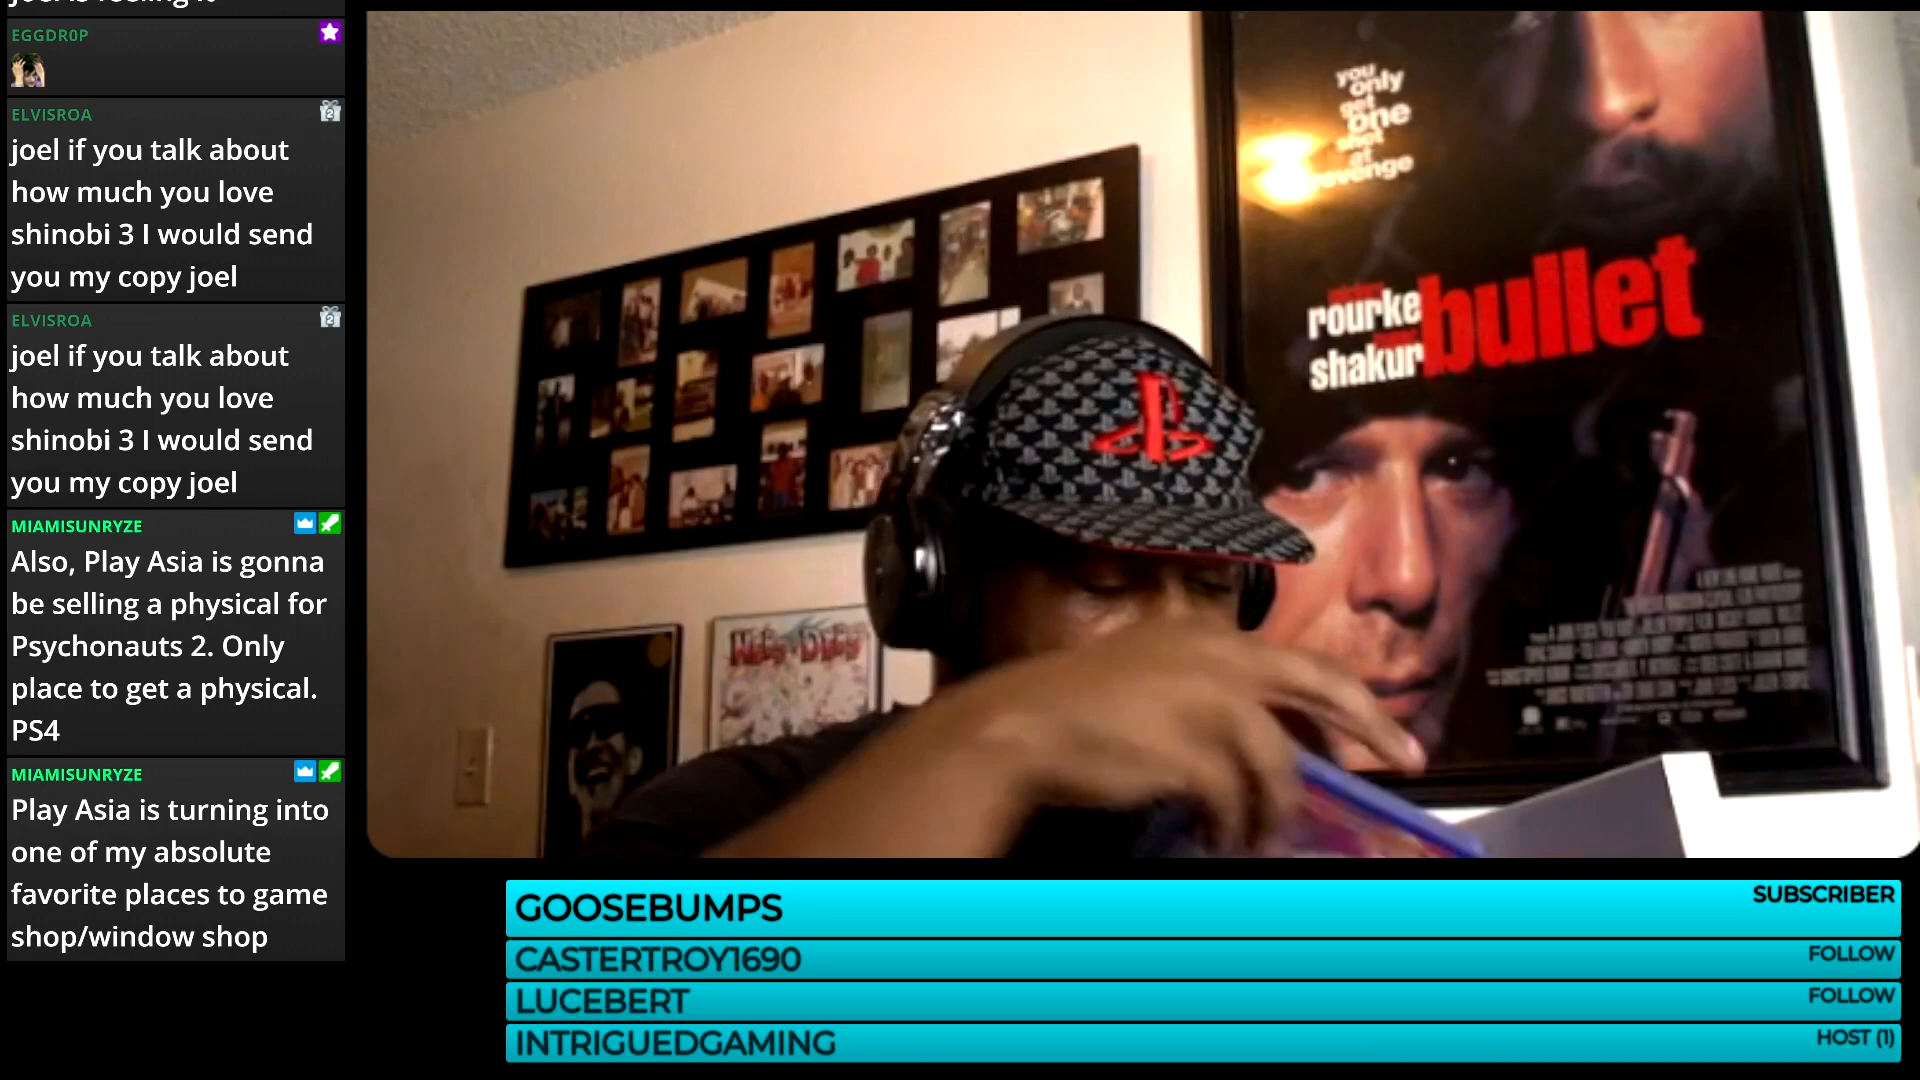 EGGDR0P
ELVISROA
joel if you talk about
how much you love
shinobi 3 I would send
you my copy joel
ELVISROA
joel if you talk about
how much you love
shinobi 3 I would send
you my copy joel
MIAMISUNRYZE
Also, Play Asia is gonna
be selling a physical for
Psychonauts 2. Only
place to get a physical.
PS4
MIAMISUNRYZE
Play Asia is turning into
one of my absolute
favorite places to game
shop/window shop
you
only
get
one
shot
at
revenge
rourke
shakur
bullet
GOOSEBUMPS
SUBSCRIBER
CASTERTROY1690
FOLLOW
LUCEBERT
FOLLOW
INTRIGUEDGAMING
HOST (1)